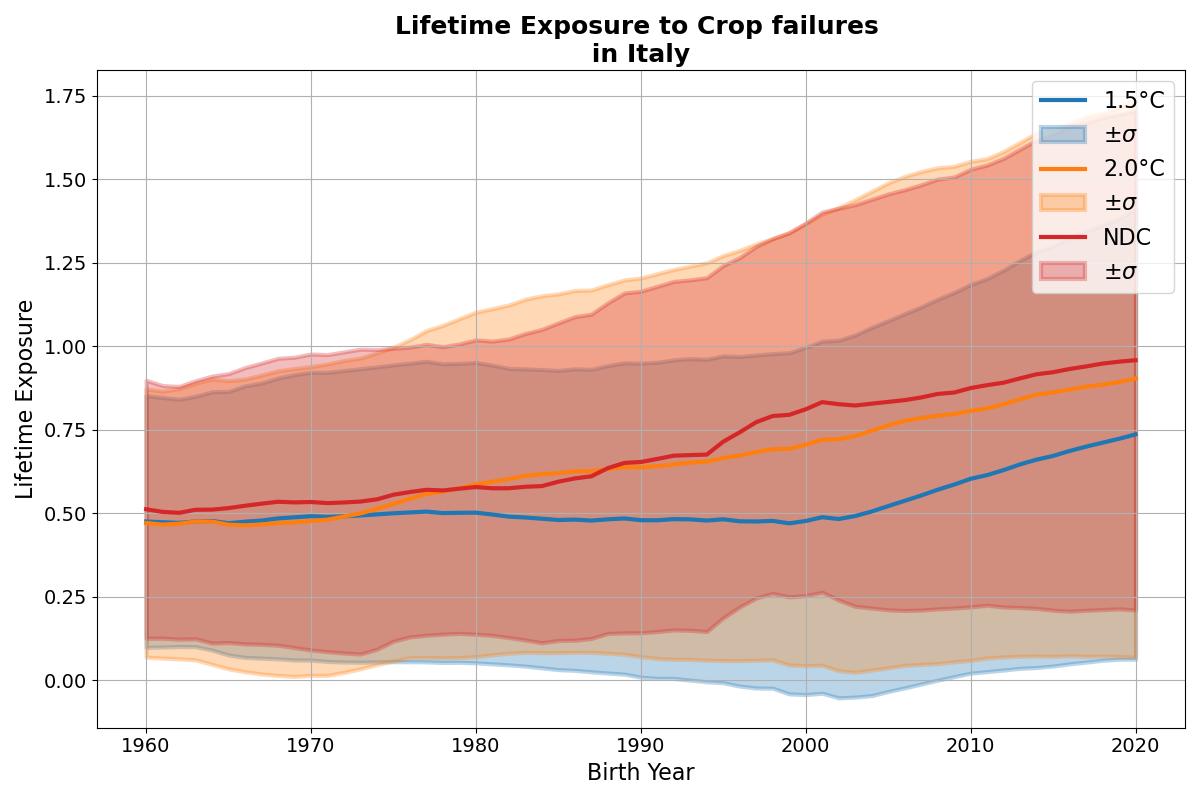 Lifetime Exposure to Crop failures
in Italy
Lifetime Exposure
1.75
1.50
1.25
1.00
0.75
0.50
0.25
0.00
1960
1970
1980
1990
2000
2010
2020
Birth Year
1.5°C
±σ
2.0°C
±σ
NDC
±σ